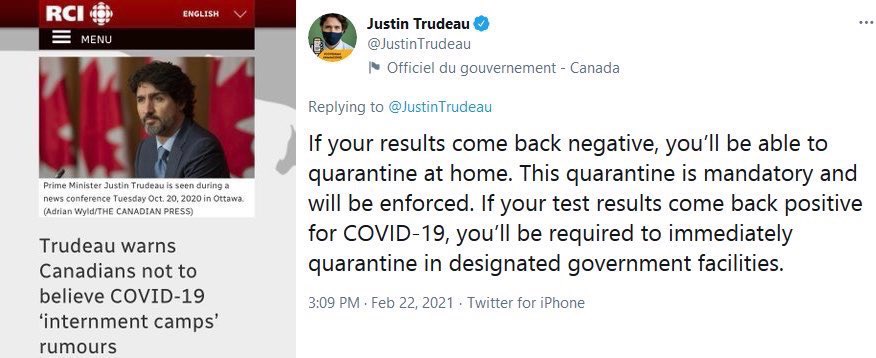 RCI
ENGLISH
MENU
Prime Minister Justin Trudeau is seen during a
news conference Tuesday Oct. 20, 2020 in Ottawa.
(Adrian Wyld/THE CANADIAN PRESS)
Trudeau warns
Canadians not to
believe COVID-19
‘internment camps’
rumours
Justin Trudeau
@JustinTrudeau
Officiel du gouvernement - Canada
Replying to @JustinTrudeau
If your results come back negative, you’ll be able to
quarantine at home. This quarantine is mandatory and
will be enforced. If your test results come back positive
for COVID-19, you’ll be required to immediately
quarantine in designated government facilities.
3:09 PM · Feb 22, 2021 · Twitter for iPhone